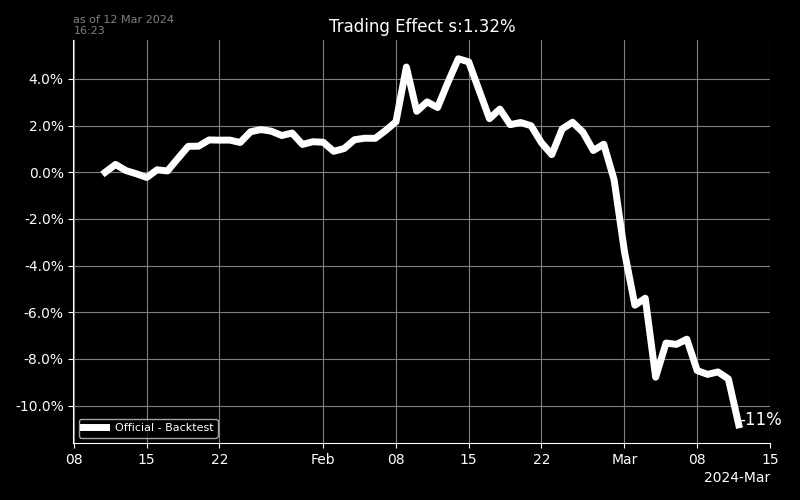 as of 12 Mar 2024
16:23
Trading Effect s:1.32%
4.0%
2.0%
0.0%
-2.0%
-4.0%
-6.0%
-8.0%
-10.0%
-11%
Official - Backtest
08 15 22 Feb 08 15 22 Mar 08 15
2024-Mar